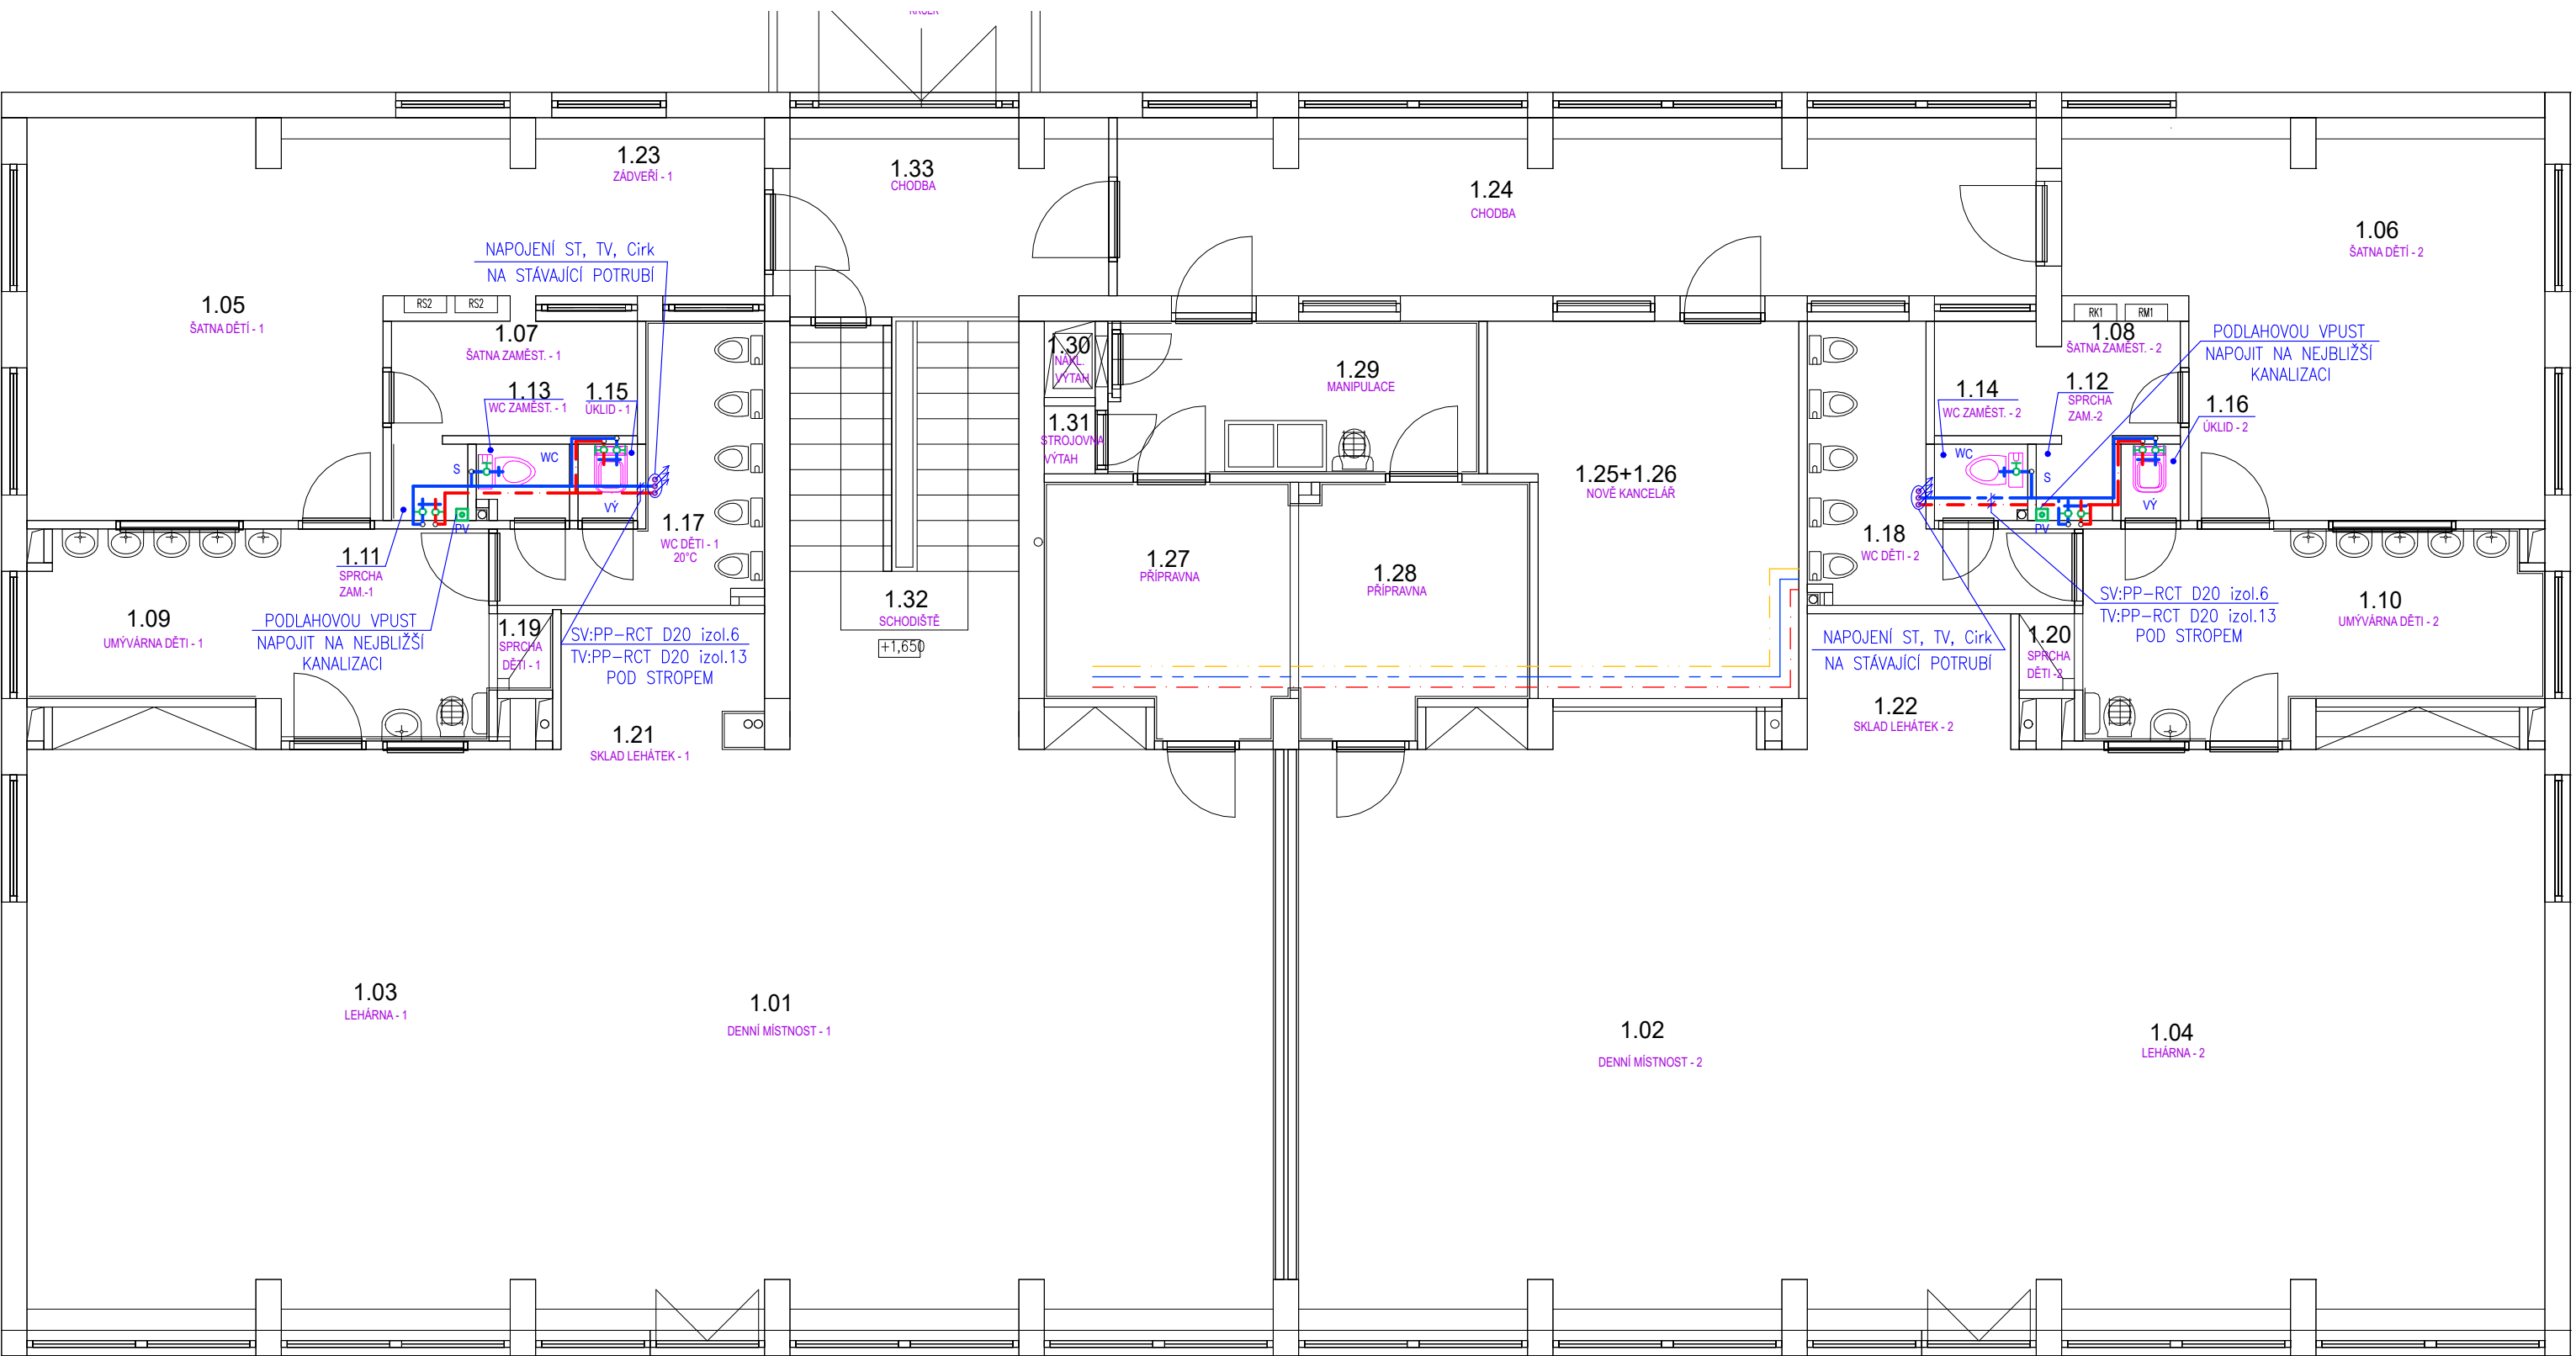 1.23
ZÁDVEŘÍ - 1
1.33
CHODBA
1.24
CHODBA
1.06
ŠATNA DĚTÍ - 2
NAPOJENÍ ST, TV, Cirk
NA STÁVAJÍCÍ POTRUBÍ
1.05
ŠATNA DĚTÍ - 1
RS2
RS2
1.07
ŠATNA ZAMĚST. - 1
1.13
WC ZAMĚST. - 1
1.15
ÚKLID - 1
1.30
NÁKL.
VÝTAH
1.31
STROJOVNA
VÝTAH
1.29
MANIPULACE
1.25+1.26
NOVĚ KANCELÁŘ
RK1
RM1
1.08
ŠATNA ZAMĚST. - 2
PODLAHOVOU VPUST
NAPOJIT NA NEJBLIŽŠÍ
KANALIZACI
1.14
WC ZAMĚST. - 2
1.12
SPRCHA
ZAM.-2
1.16
ÚKLID - 2
S
WC
VÝ
PV
WC
S
VÝ
PV
1.17
WC DĚTI - 1
20°C
1.11
SPRCHA
ZAM.-1
1.18
WC DĚTI - 2
1.27
PŘÍPRAVNA
1.28
PŘÍPRAVNA
1.32
SCHODIŠTĚ
+1,650
1.09
UMÝVÁRNA DĚTI - 1
PODLAHOVOU VPUST
NAPOJIT NA NEJBLIŽŠÍ
KANALIZACI
1.19
SPRCHA
DĚTI - 1
SV:PP-RCT D20 izol.6
TV:PP-RCT D20 izol.13
POD STROPEM
NAPOJENÍ ST, TV, Cirk
NA STÁVAJÍCÍ POTRUBÍ
1.20
SPRCHA
DĚTI -2
SV:PP-RCT D20 izol.6
TV:PP-RCT D20 izol.13
POD STROPEM
1.10
UMÝVÁRNA DĚTI - 2
1.21
SKLAD LEHÁTEK - 1
1.22
SKLAD LEHÁTEK - 2
1.03
LEHÁRNA - 1
1.01
DENNÍ MÍSTNOST - 1
1.02
DENNÍ MÍSTNOST - 2
1.04
LEHÁRNA - 2